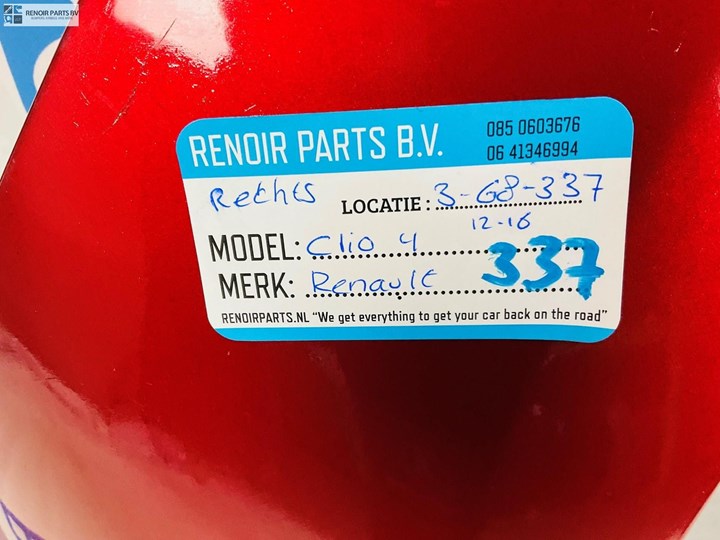 RENOIR PARTS BV
RENOIR PARTS B.V.
085 0603676
06 41346994
Rechts
LOCATIE: 3-G8-337
12-16
MODEL: Clio 4
337
MERK: Renault
RENOIRPARTS.NL "We get everything to get your car back on the road"